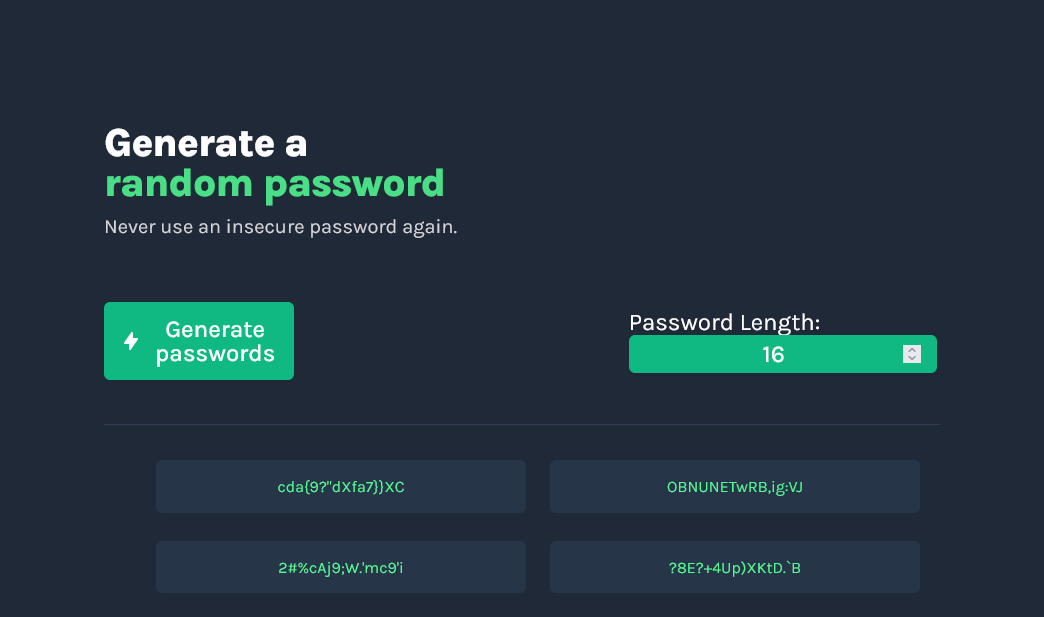 Generate a
random password
Never use an insecure password again.
Generate
passwords
Password Length:
16
cda{9?"dXfa7}}XC
OBNUNETwRB,ig:VJ
2#%cAj9;W.'mc9'i
?8E?+4Up)XKtD.`B